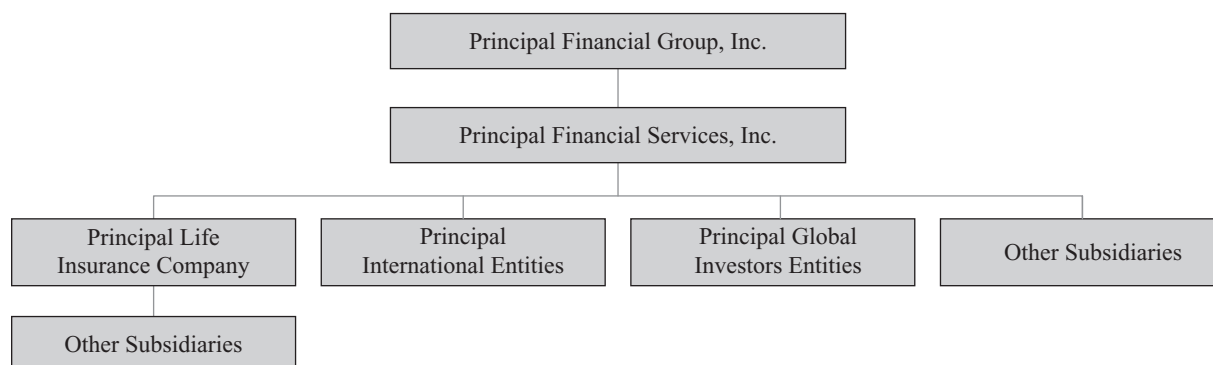 Principal Financial Group, Inc.
Principal Financial Services, Inc.
Principal Life
Insurance Company
Principal
International Entities
Principal Global
Investors Entities
Other Subsidiaries
Other Subsidiaries